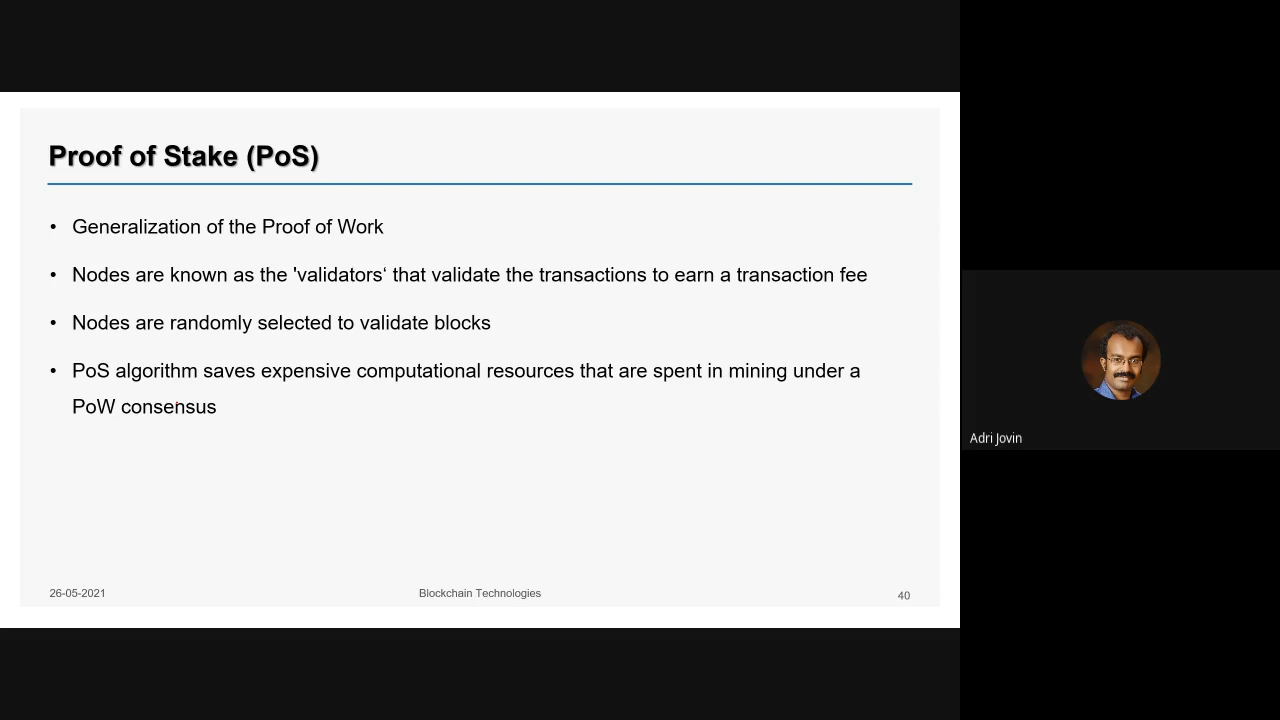 Proof of Stake (PoS)
• Generalization of the Proof of Work
• Nodes are known as the 'validators‘ that validate the transactions to earn a transaction fee
• Nodes are randomly selected to validate blocks
• PoS algorithm saves expensive computational resources that are spent in mining under a
PoW consensus
26-05-2021
Blockchain Technologies
40
Adri Jovin